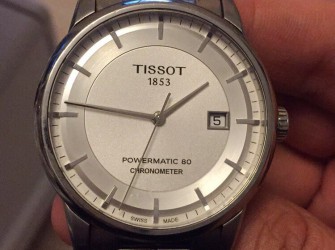 TISSOT
1853
5
POWERMATIC 80
CHRONOMETER
SWISS MADE